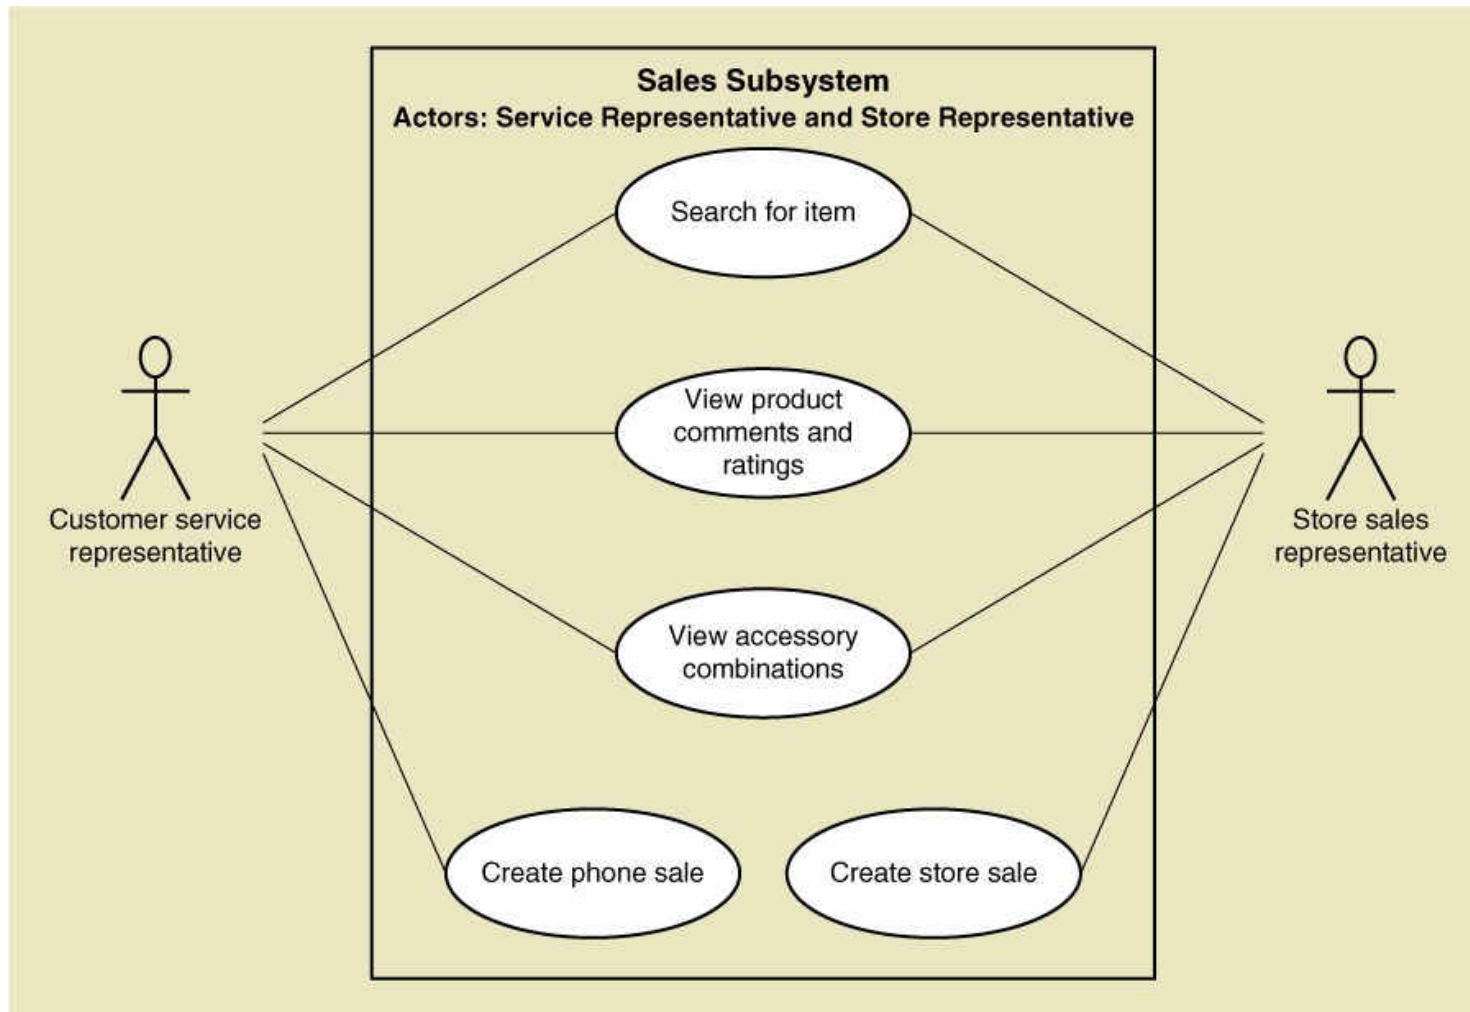 Sales Subsystem
Actors: Service Representative and Store Representative
Search for item
View product
comments and
ratings
Customer service
representative
Store sales
representative
View accessory
combinations
Create phone sale
Create store sale